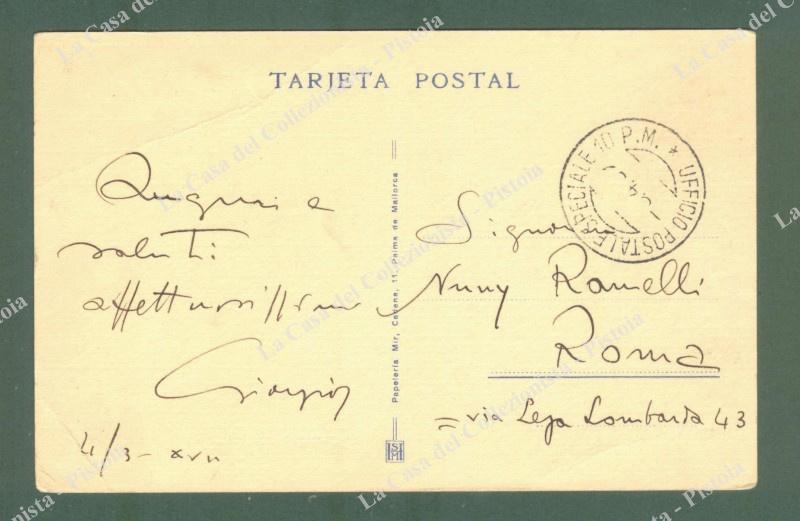 TARJETA POSTAL
UFFICIO POSTALE SPECIALE 10 P.M. *
Auguri e
saluti
affettuosissimi
Giorgio
4/3 - XVII
Papeleria Mir, Cadena, 11. Palma de Mallorca
Signorina
Nuny Ramelli
Roma
= via Lega Lombarda 43
La Casa del Collezionista - Pistoia